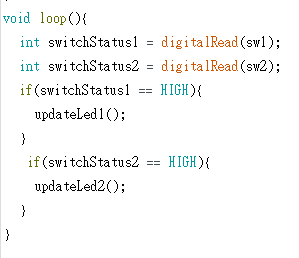 void loop(){
  int switchStatus1 = digitalRead(sw1);
  int switchStatus2 = digitalRead(sw2);
  if(switchStatus1 == HIGH){
    updateLed1();
  }
   if(switchStatus2 == HIGH){
    updateLed2();
  }
}